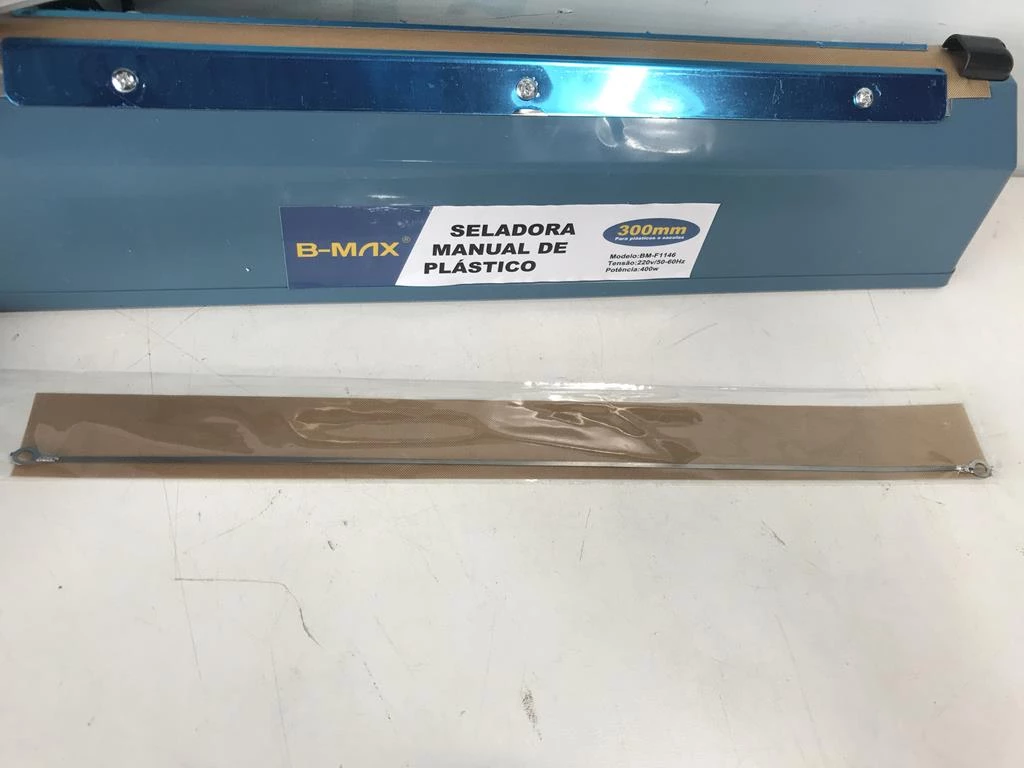 B-MAX®
SELADORA
MANUAL DE
PLÁSTICO
300mm
Para plásticos e sacolas
Modelo:BM-F1146
Tensão:220v/50-60Hz
Potência:400w